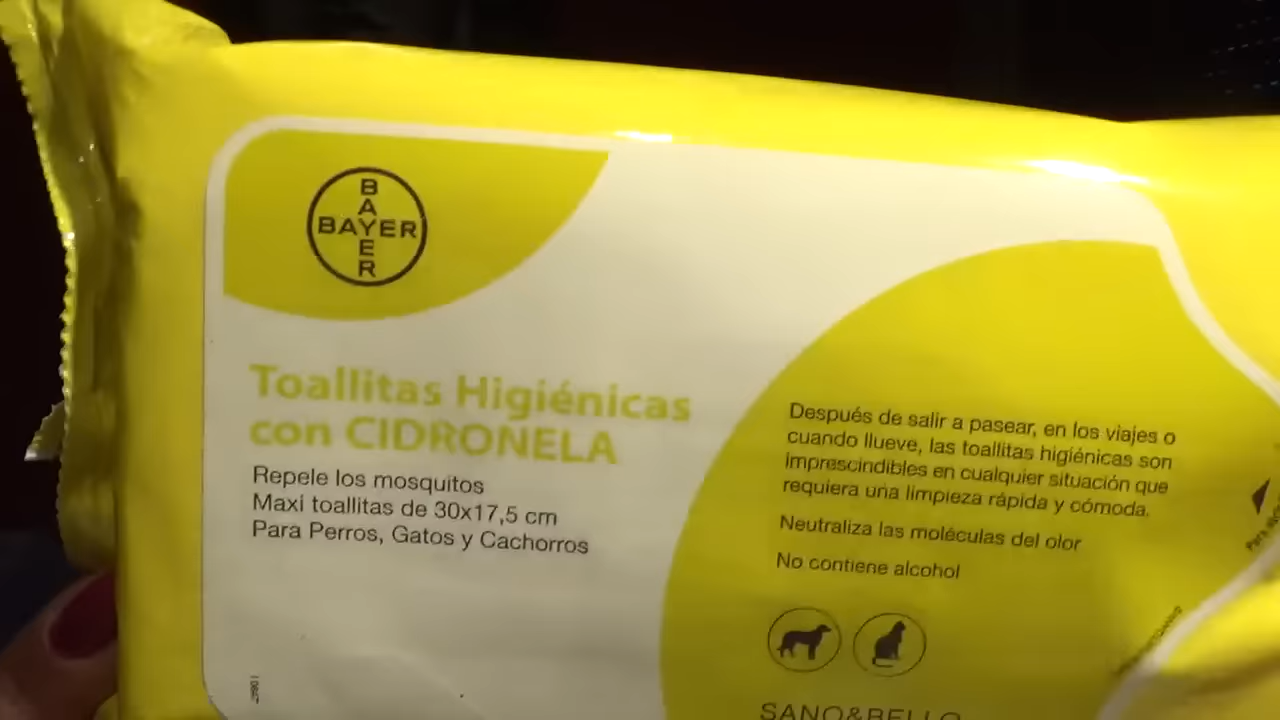 BAYER
BAYER
Toallitas Higiénicas
con CIDRONELA
Repele los mosquitos
Maxi toallitas de 30x17,5 cm
Para Perros, Gatos y Cachorros
Después de salir a pasear, en los viajes o
cuando llueve, las toallitas higiénicas son
imprescindibles en cualquier situación que
requiera una limpieza rápida y cómoda.
Neutraliza las moléculas del olor
No contiene alcohol
SANO&BELLO
Para